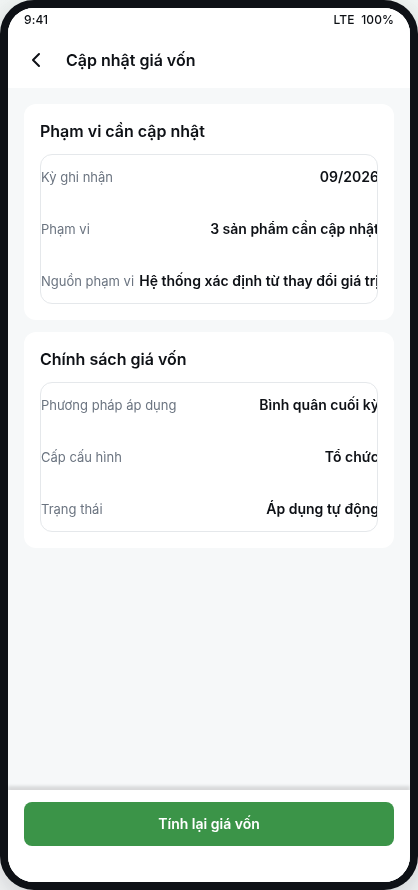 9:41
LTE 100%
Cập nhật giá vốn
Phạm vi cần cập nhật
Kỳ ghi nhận 09/2026
Phạm vi 3 sản phẩm cần cập nhật
Nguồn phạm vi Hệ thống xác định từ thay đổi giá trị
Chính sách giá vốn
Phương pháp áp dụng Bình quân cuối kỳ
Cấp cấu hình Tổ chức
Trạng thái Áp dụng tự động
Tính lại giá vốn